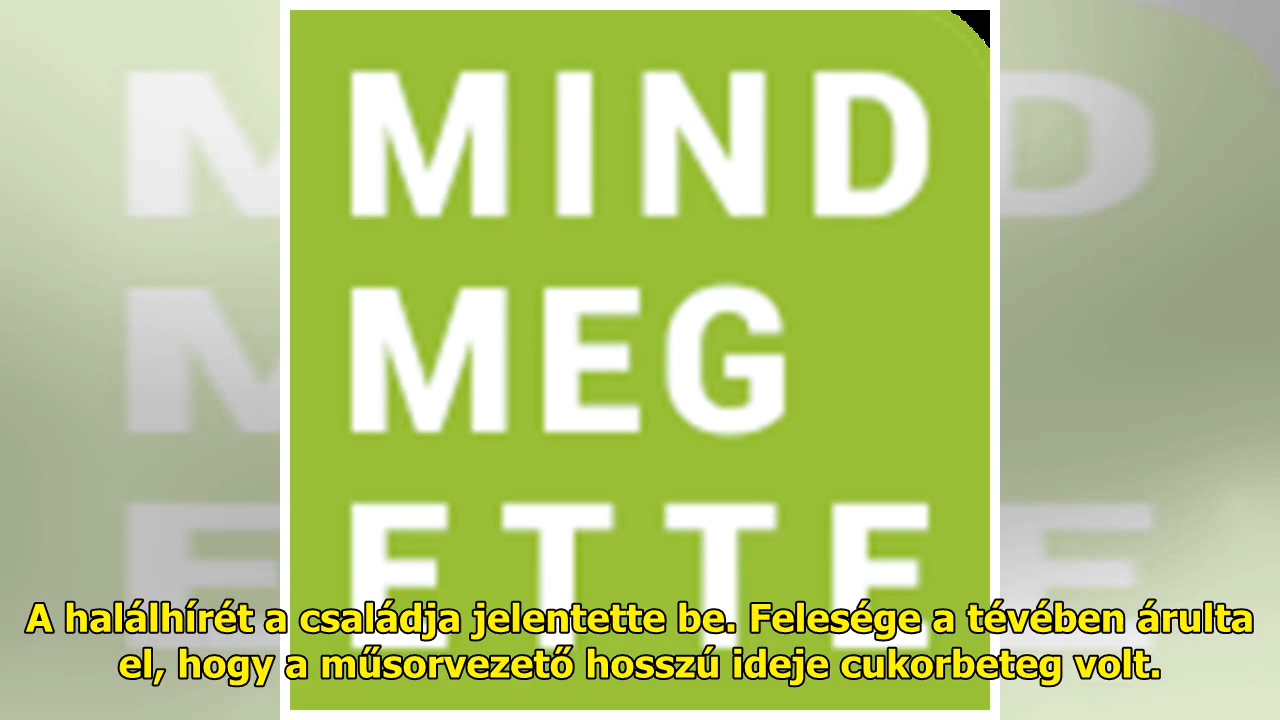 MIND
MEG
ETTE
A halálhírét a családja jelentette be. Felesége a tévében árulta
el, hogy a műsorvezető hosszú ideje cukorbeteg volt.